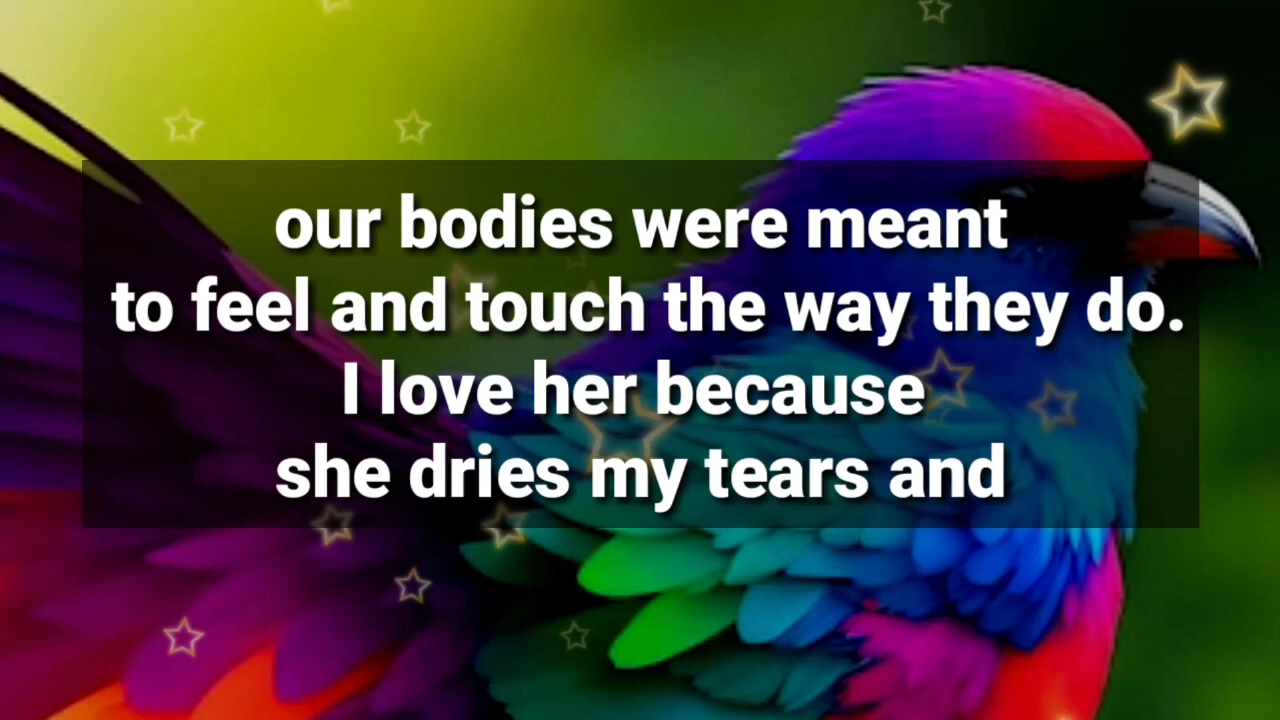 our bodies were meant
to feel and touch the way they do.
I love her because
she dries my tears and